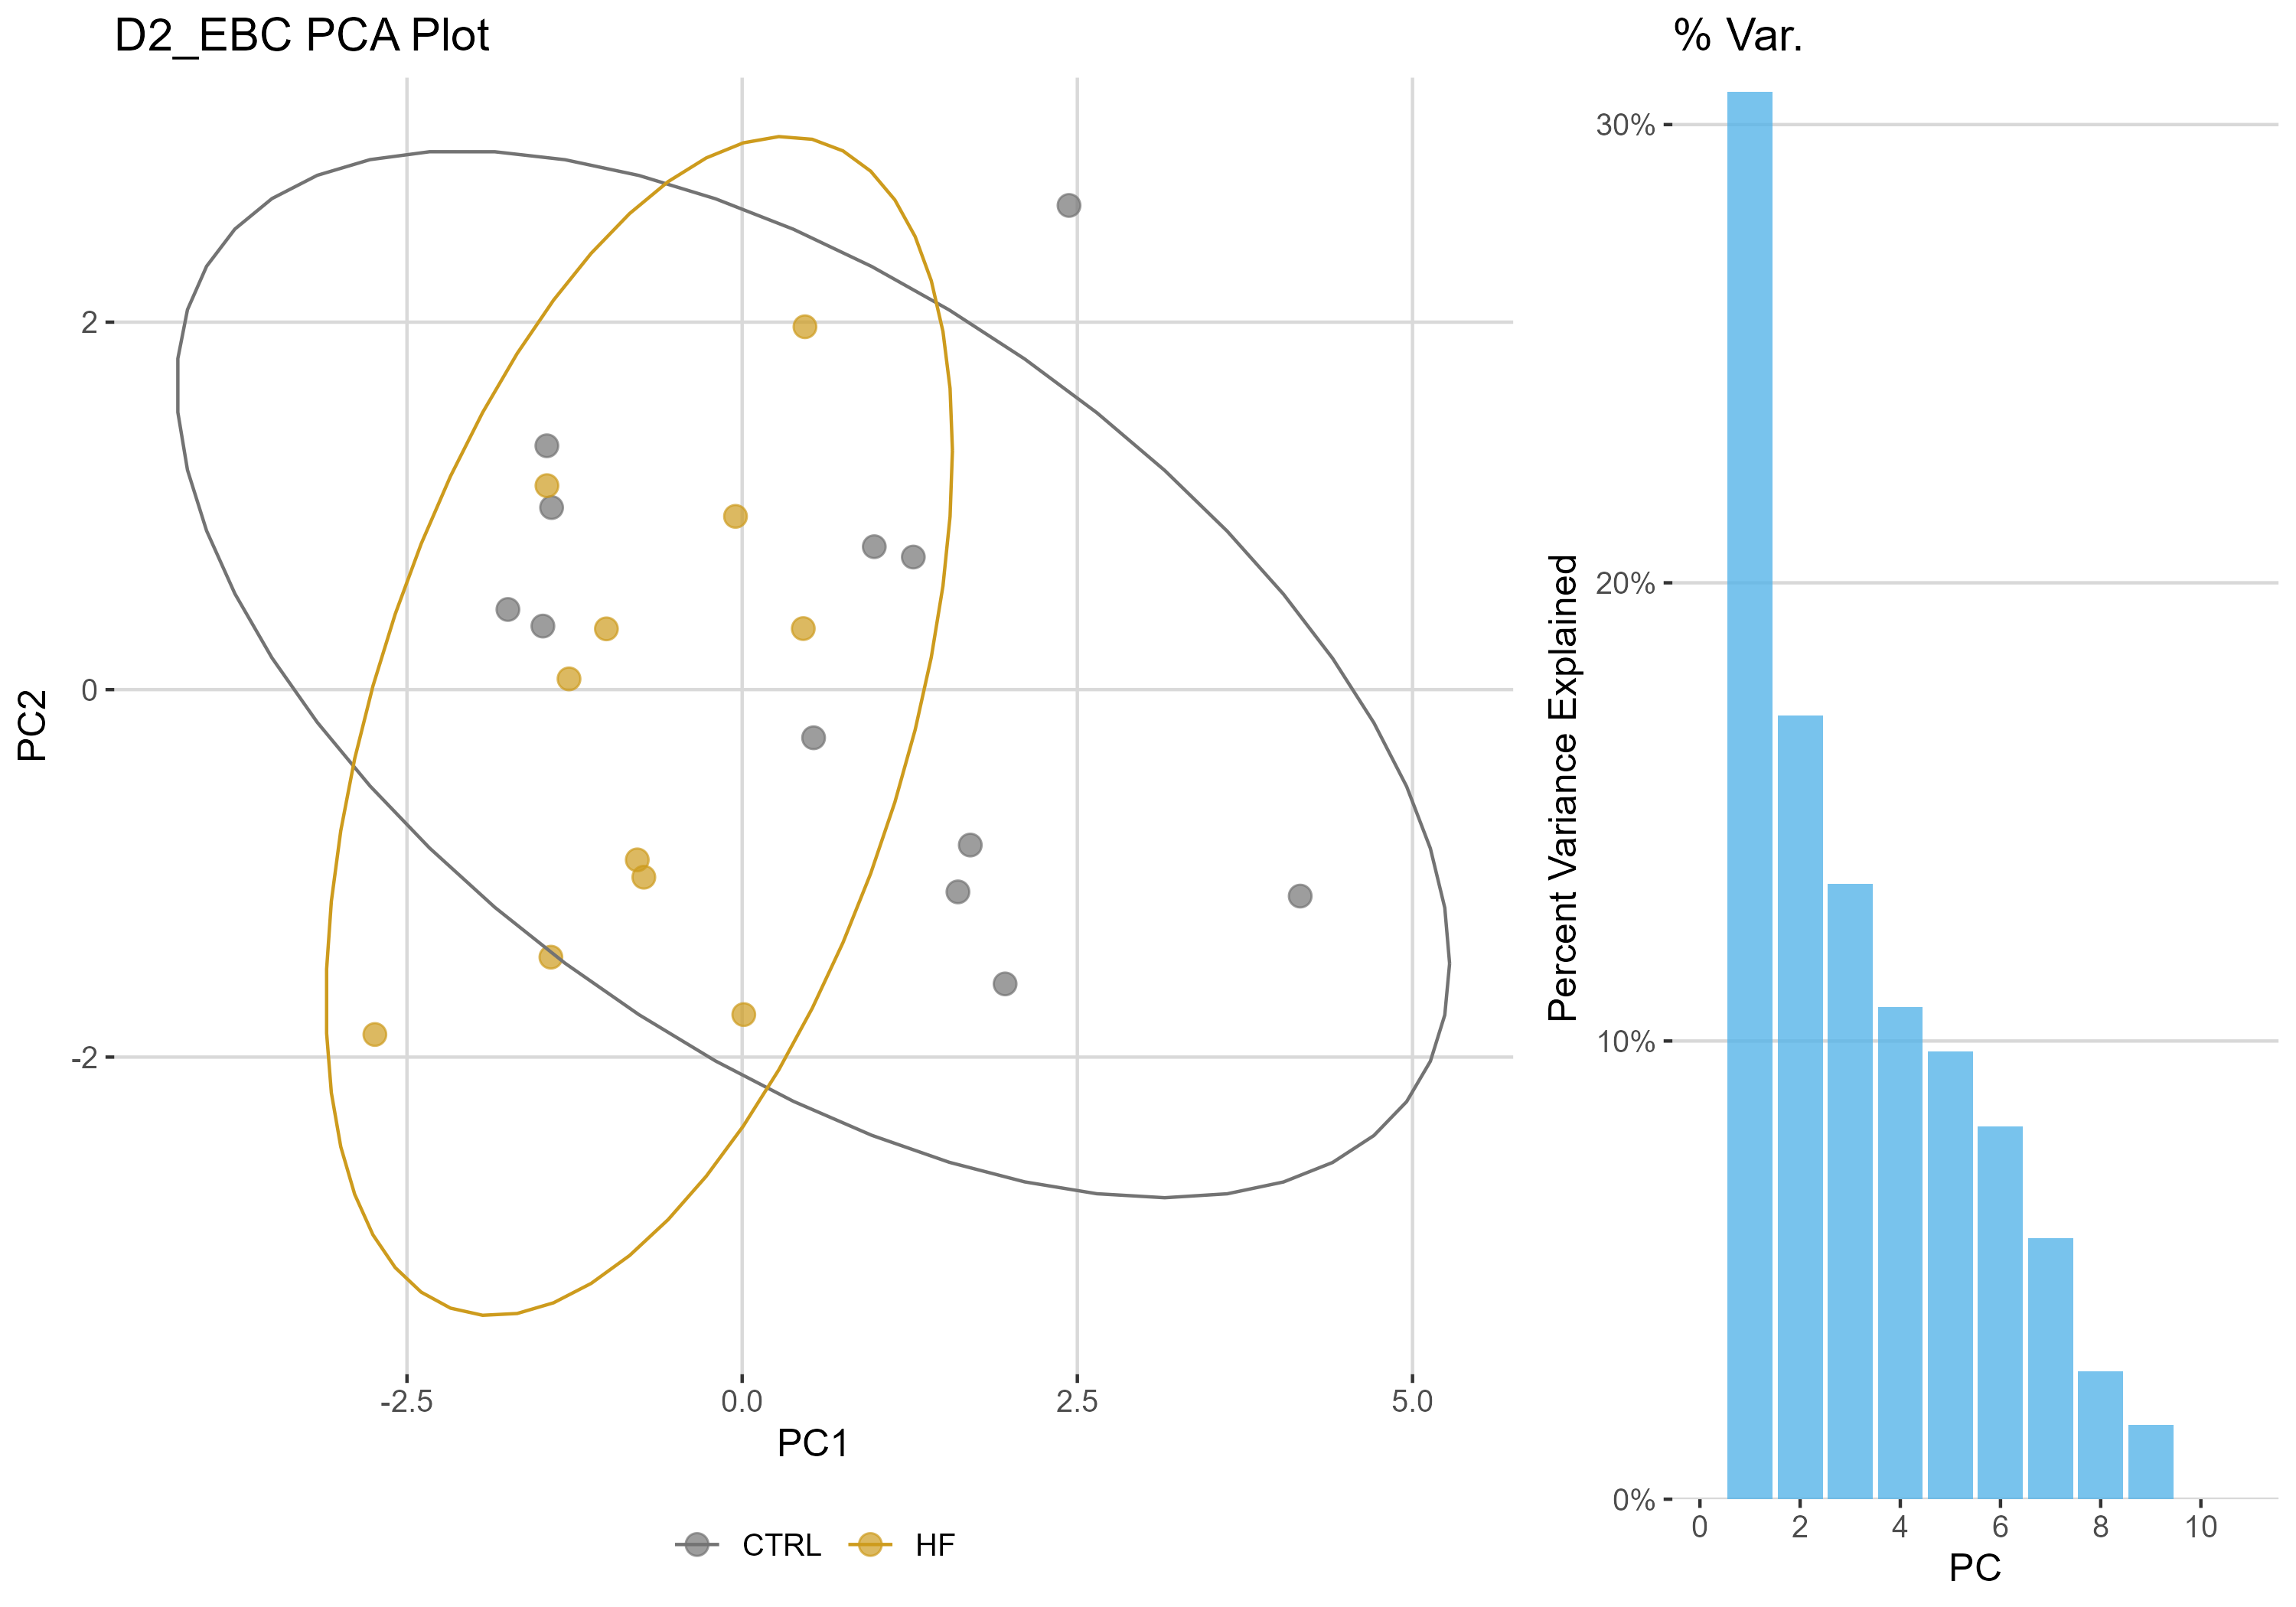 D2_EBC PCA Plot
PC2
2
0
-2
-2.5
0.0
2.5
5.0
PC1
CTRL
HF
% Var.
Percent Variance Explained
30%
20%
10%
0%
0
2
4
6
8
10
PC